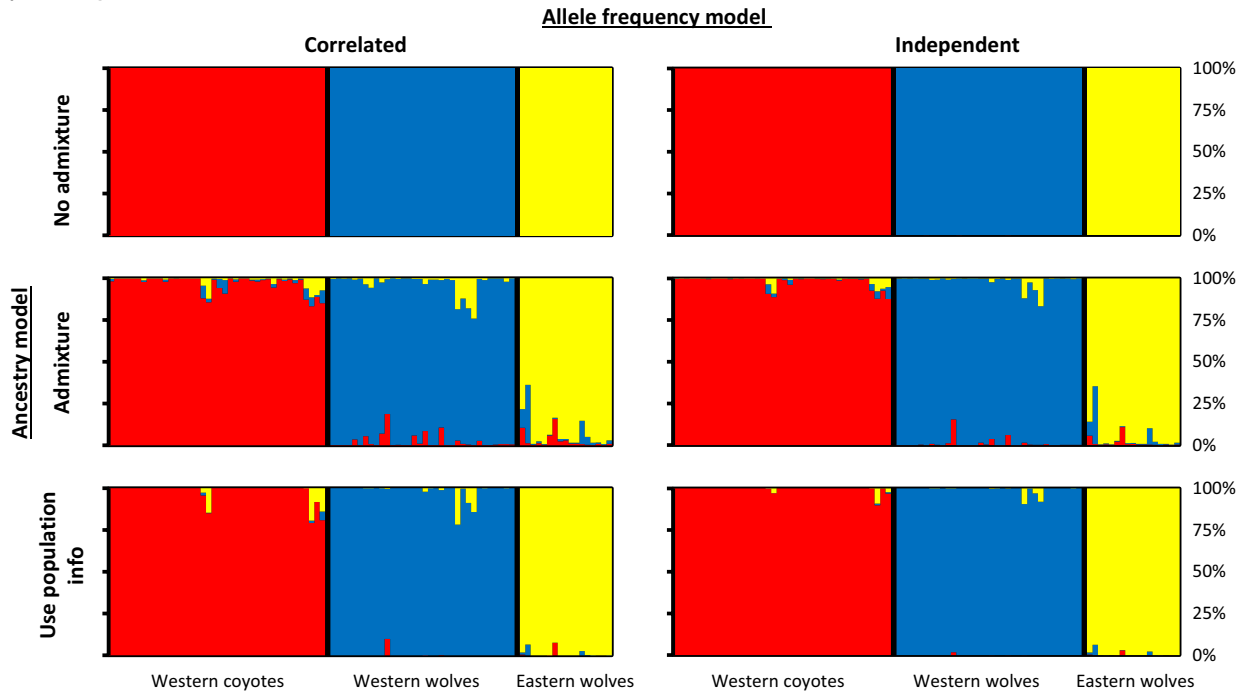 Allele frequency model
Correlated
Independent
Ancestry model
No admixture
100%
75%
50%
25%
0%
Admixture
100%
75%
50%
25%
0%
Use population
info
100%
75%
50%
25%
0%
Western coyotes
Western wolves
Eastern wolves
Western coyotes
Western wolves
Eastern wolves